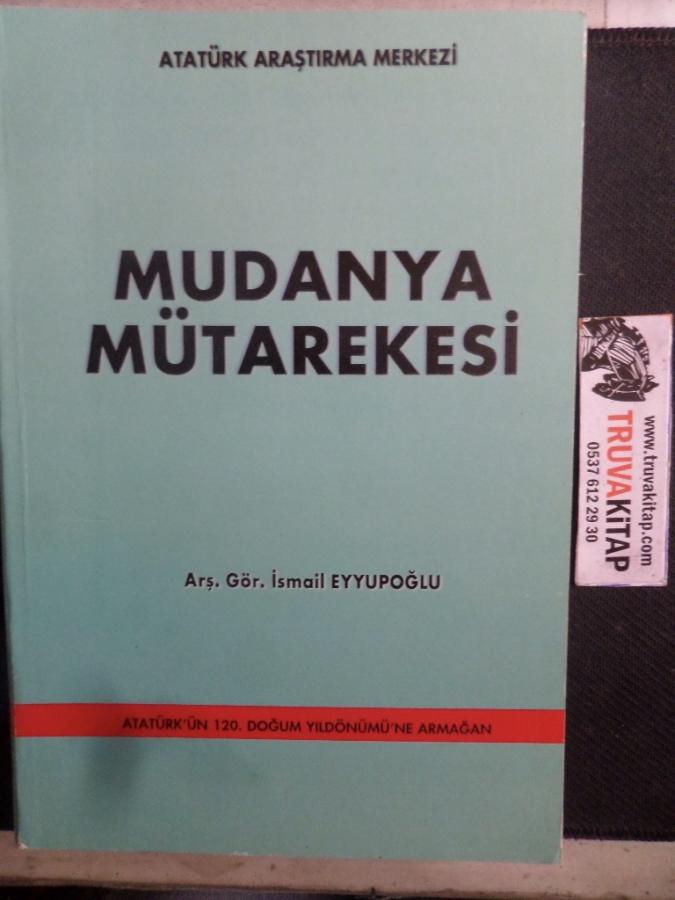 ATATÜRK ARAŞTIRMA MERKEZİ
MUDANYA
MÜTAREKESİ
Arş. Gör. İsmail EYYUPOĞLU
ATATÜRK'ÜN 120. DOĞUM YILDÖNÜMÜ'NE ARMAĞAN
www.truvakitap.com
TRUVAKİTAP
0537 612 29 30